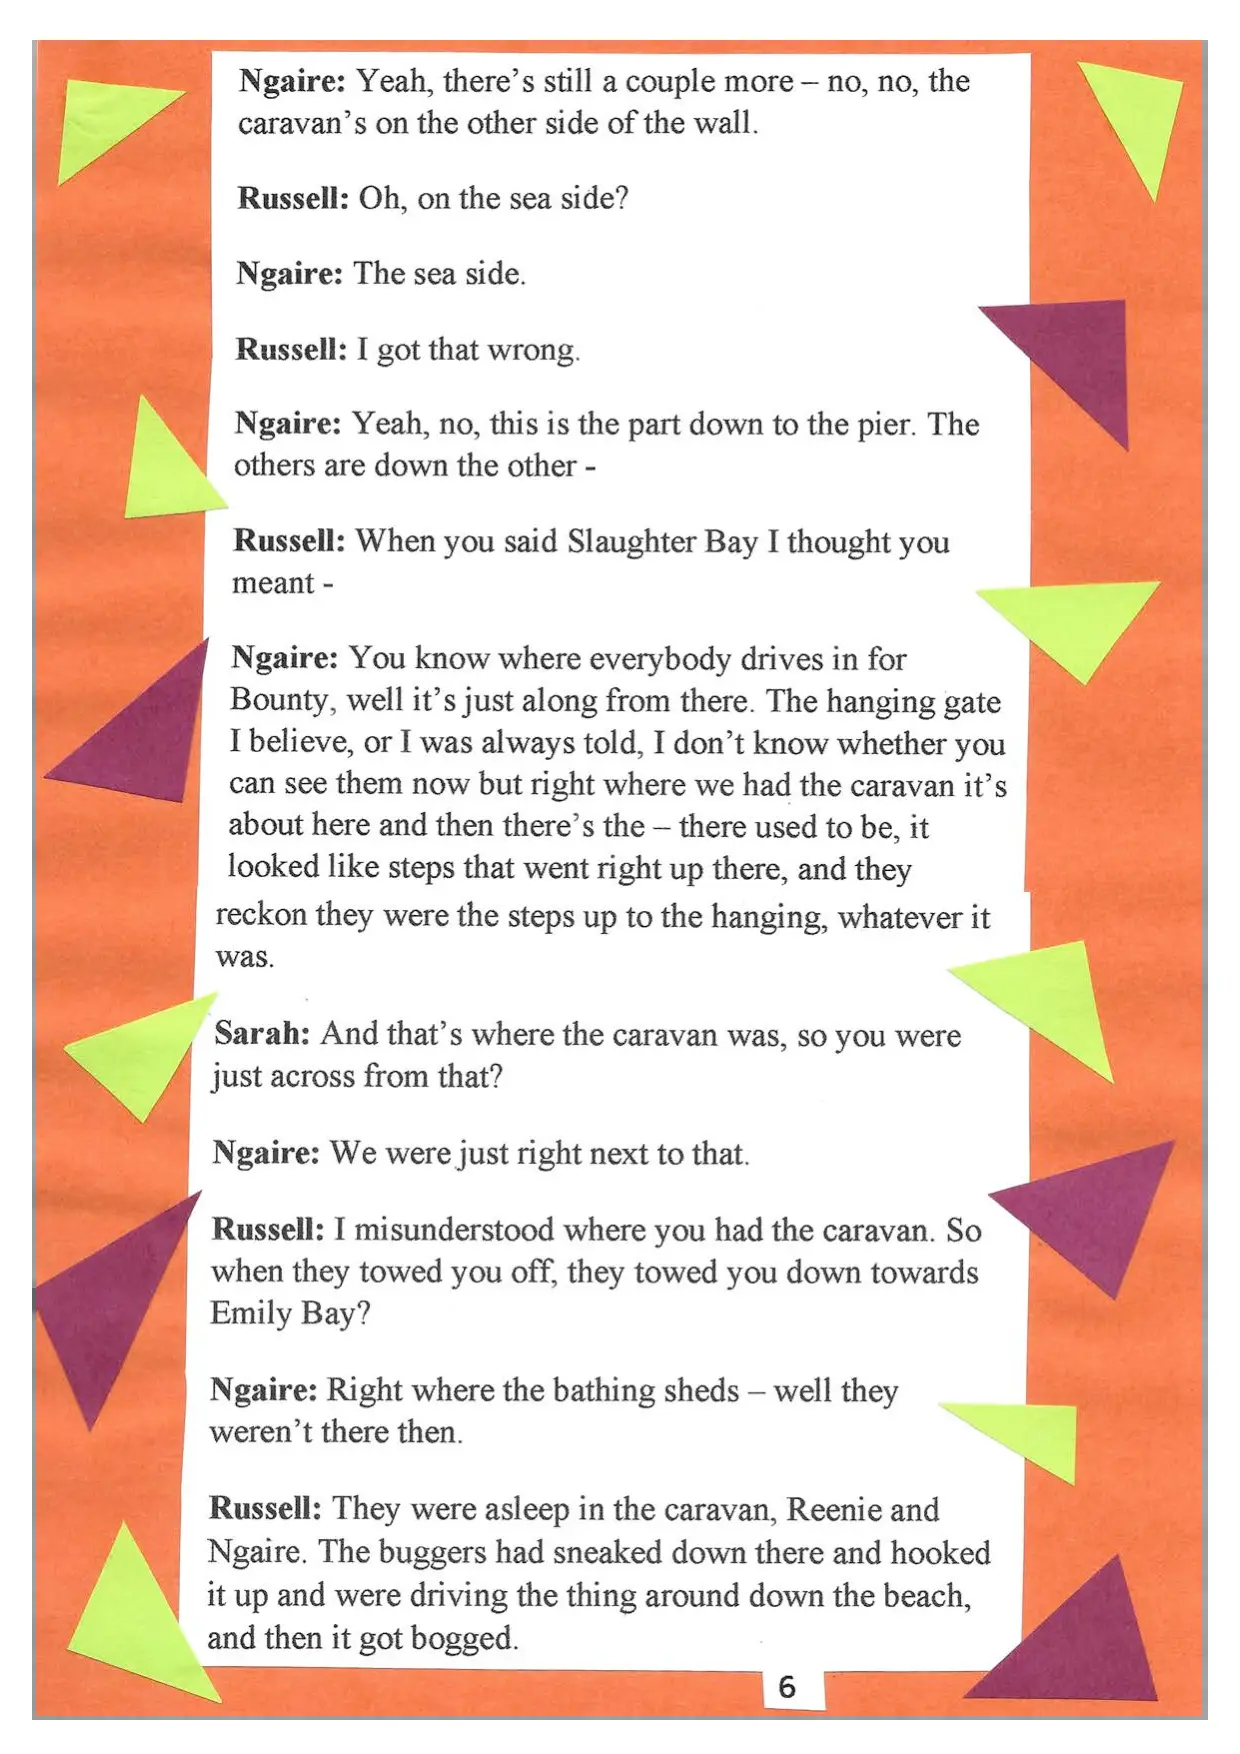 Ngaire: Yeah, there's still a couple more – no, no, the
caravan's on the other side of the wall.
Russell: Oh, on the sea side?
Ngaire: The sea side.
Russell: I got that wrong.
Ngaire: Yeah, no, this is the part down to the pier. The
others are down the other -
Russell: When you said Slaughter Bay I thought you
meant -
Ngaire: You know where everybody drives in for
Bounty, well it's just along from there. The hanging gate
I believe, or I was always told, I don't know whether you
can see them now but right where we had the caravan it's
about here and then there's the – there used to be, it
looked like steps that went right up there, and they
reckon they were the steps up to the hanging, whatever it
was.
Sarah: And that's where the caravan was, so you were
just across from that?
Ngaire: We were just right next to that.
Russell: I misunderstood where you had the caravan. So
when they towed you off, they towed you down towards
Emily Bay?
Ngaire: Right where the bathing sheds – well they
weren't there then.
Russell: They were asleep in the caravan, Reenie and
Ngaire. The buggers had sneaked down there and hooked
it up and were driving the thing around down the beach,
and then it got bogged.
6